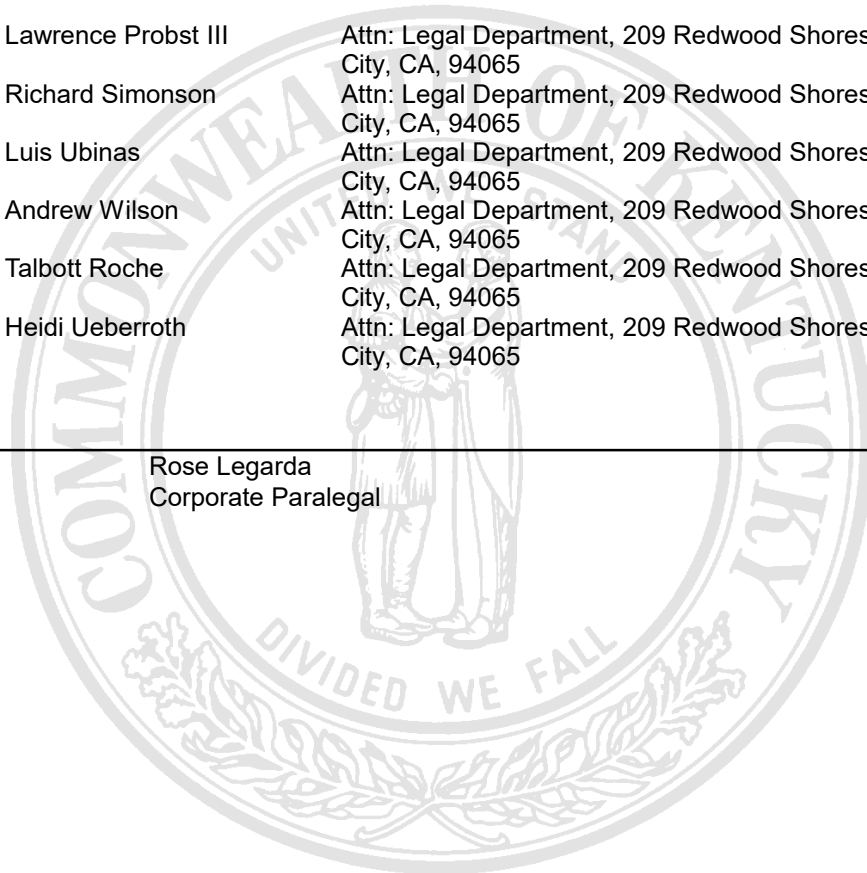 Lawrence Probst III Attn: Legal Department, 209 Redwood Shores
City, CA, 94065
Richard Simonson Attn: Legal Department, 209 Redwood Shores
City, CA, 94065
Luis Ubinas Attn: Legal Department, 209 Redwood Shores
City, CA, 94065
Andrew Wilson Attn: Legal Department, 209 Redwood Shores
City, CA, 94065
Talbott Roche Attn: Legal Department, 209 Redwood Shores
City, CA, 94065
Heidi Ueberroth Attn: Legal Department, 209 Redwood Shores
City, CA, 94065
Rose Legarda
Corporate Paralegal
COMMONWEALTH OF KENTUCKY
UNITED WE STAND
DIVIDED WE FALL